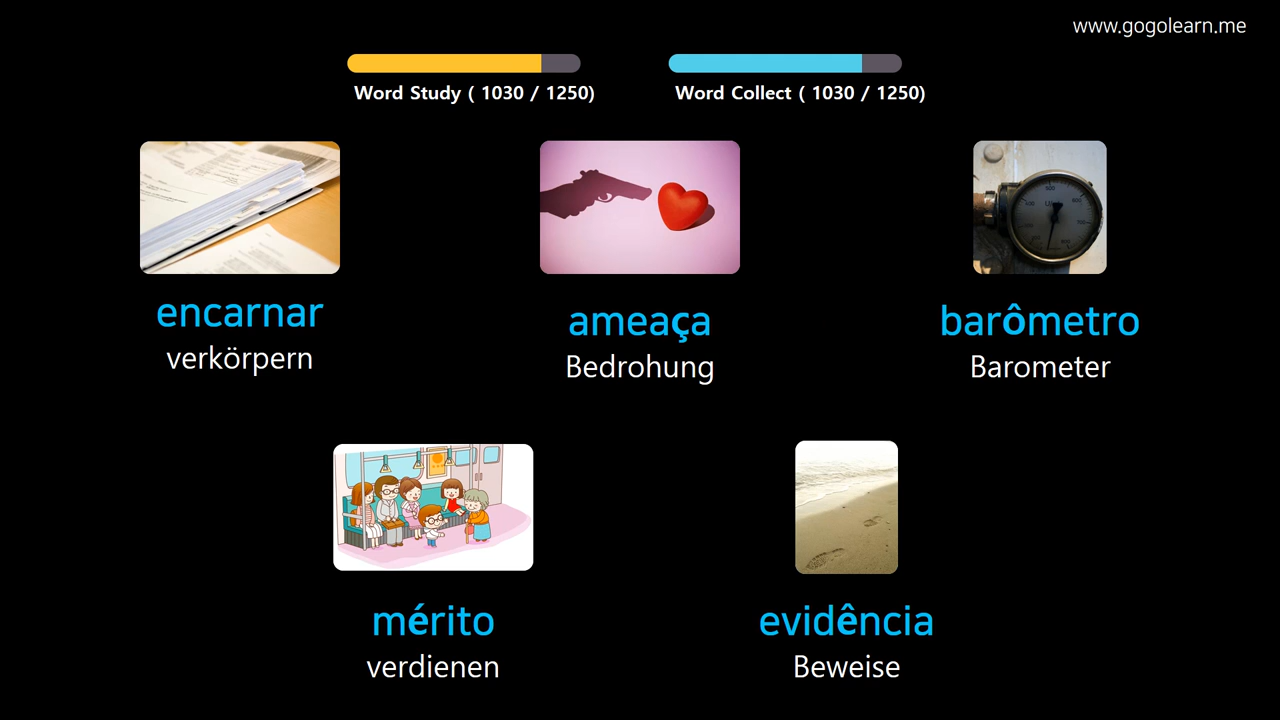 www.gogolearn.me
Word Study ( 1030 / 1250)
Word Collect ( 1030 / 1250)
encarnar
verkörpern
ameaça
Bedrohung
barômetro
Barometer
mérito
verdienen
evidência
Beweise